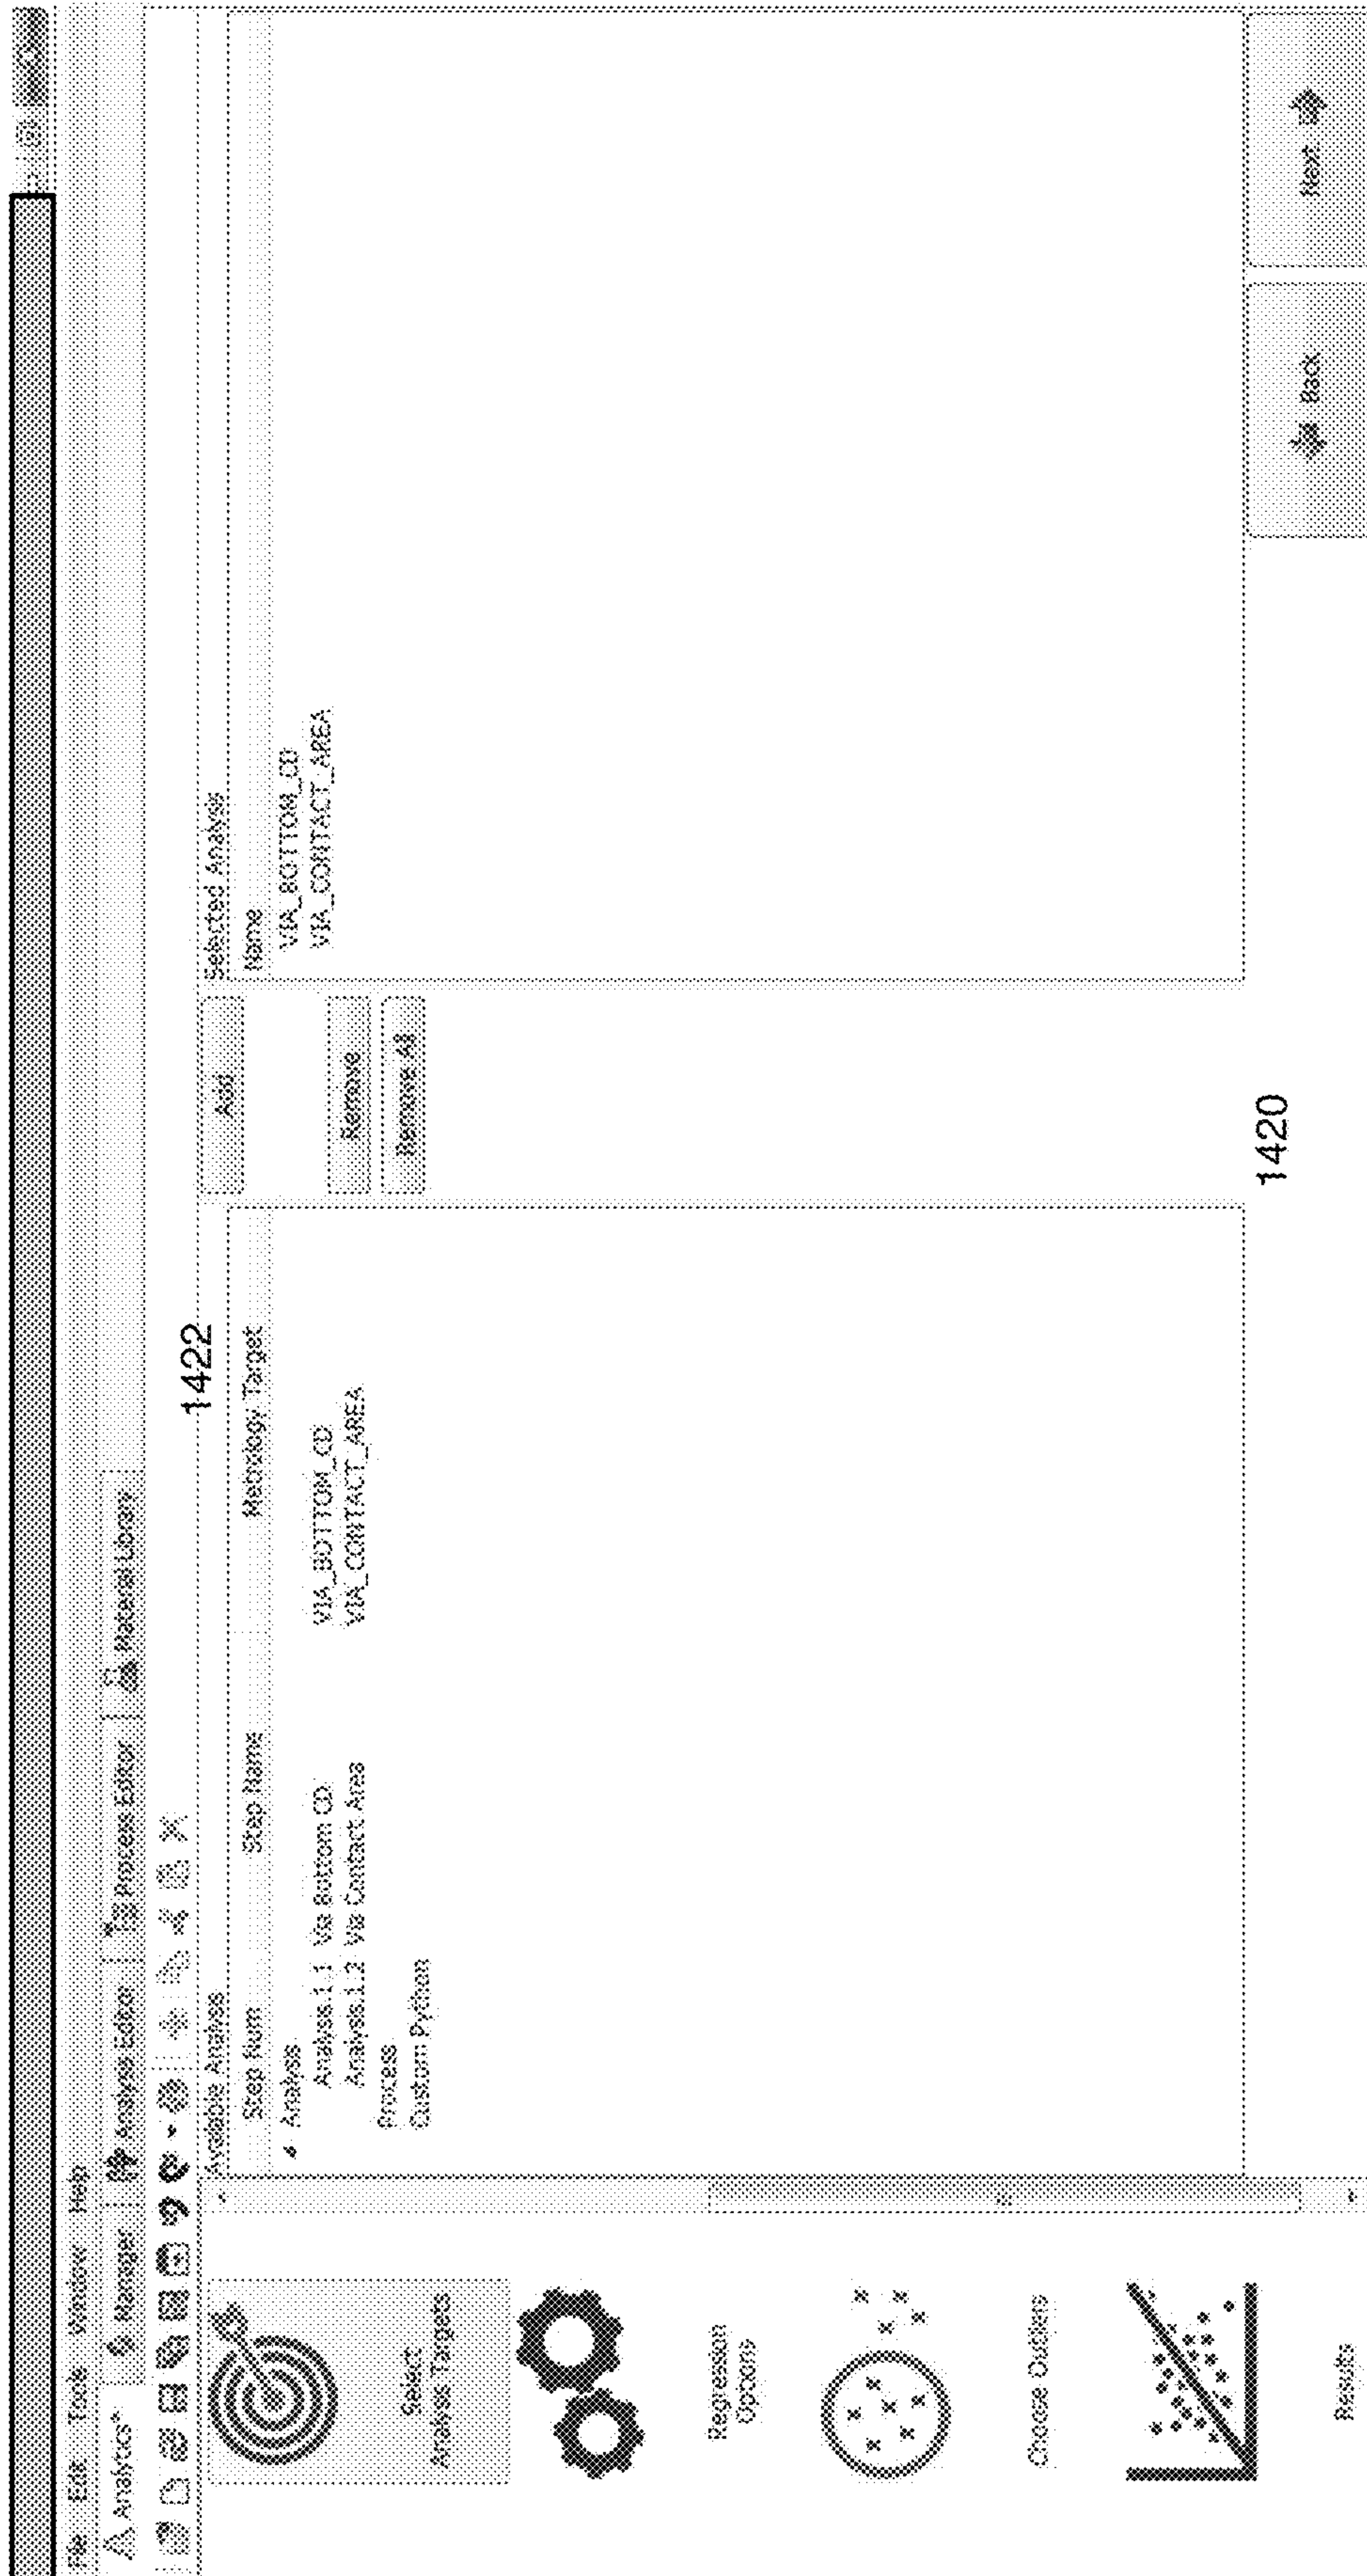 File Edit Tools Window Help
Analytics* Manager Analysis Editor Process Editor Material Library
1422
Select
Analysis Targets
Regression
Options
Choose Outliers
Results
Available Analysis
Step Num Step Name Metrology Target
Analysis
Analysis.1.1 Via Bottom CD VIA_BOTTOM_CD
Analysis.1.2 Via Contact Area VIA_CONTACT_AREA
Process
Custom Python
Add
Remove
Remove All
Selected Analysis
Name
VIA_BOTTOM_CD
VIA_CONTACT_AREA
Back
Next
1420